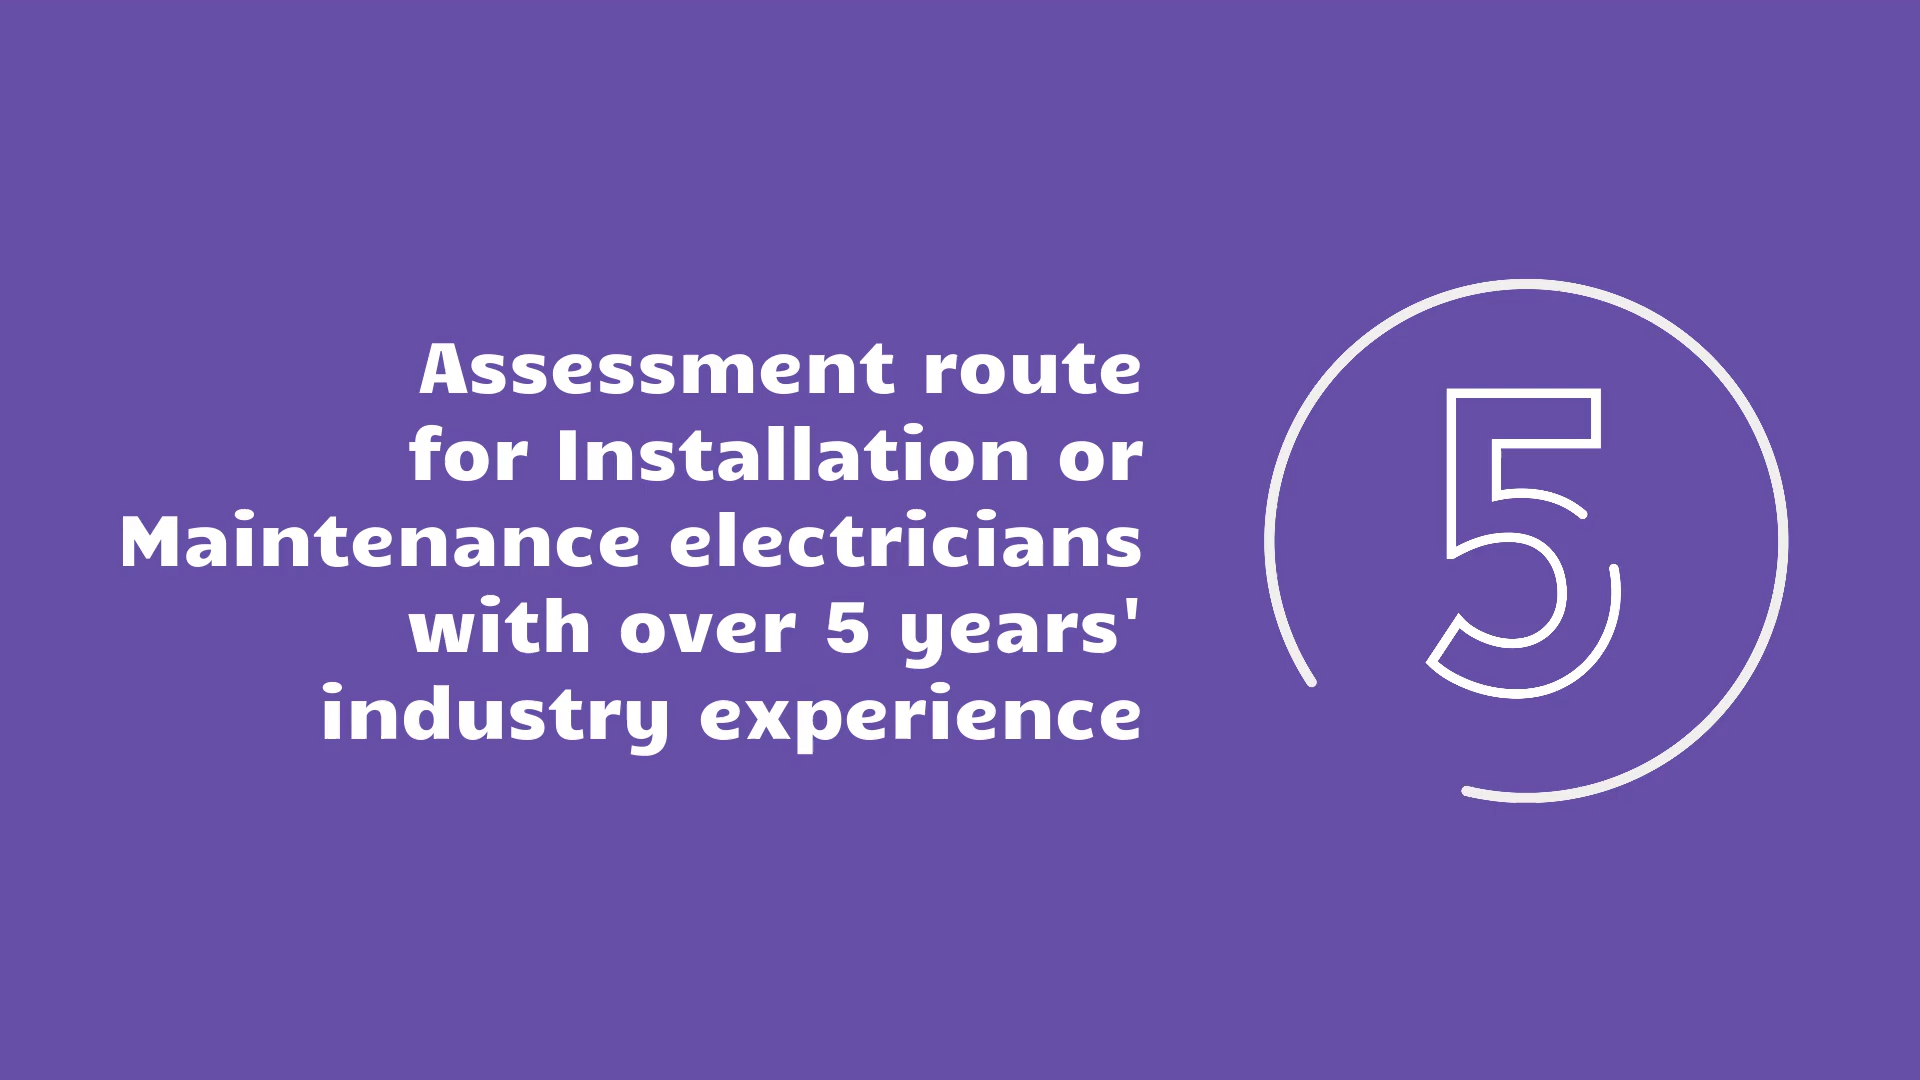 Assessment route
for Installation or
Maintenance electricians
with over 5 years'
industry experience
5